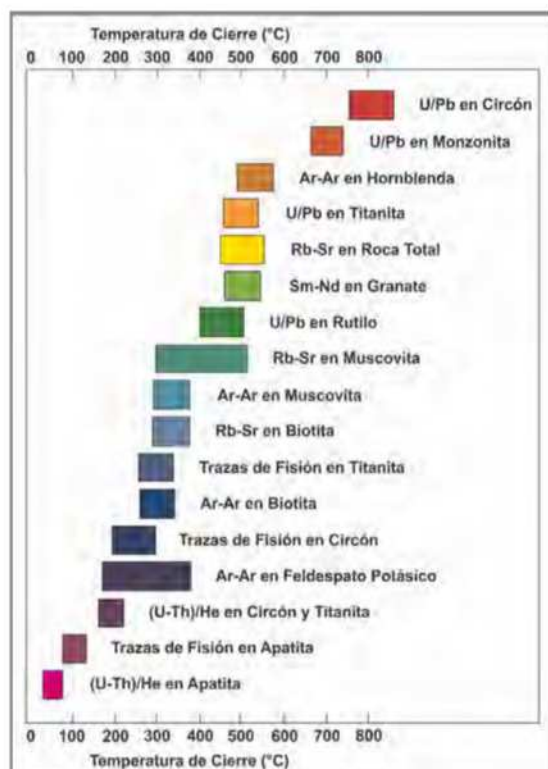 Temperatura de Cierre (°C)
0 100 200 300 400 500 600 700 800
U/Pb en Circón
U/Pb en Monzonita
Ar-Ar en Hornblenda
U/Pb en Titanita
Rb-Sr en Roca Total
Sm-Nd en Granate
U/Pb en Rutilo
Rb-Sr en Muscovita
Ar-Ar en Muscovita
Rb-Sr en Biotita
Trazas de Fisión en Titanita
Ar-Ar en Biotita
Trazas de Fisión en Circón
Ar-Ar en Feldespato Potásico
(U-Th)/He en Circón y Titanita
Trazas de Fisión en Apatita
(U-Th)/He en Apatita
0 100 200 300 400 500 600 700 800
Temperatura de Cierre (°C)